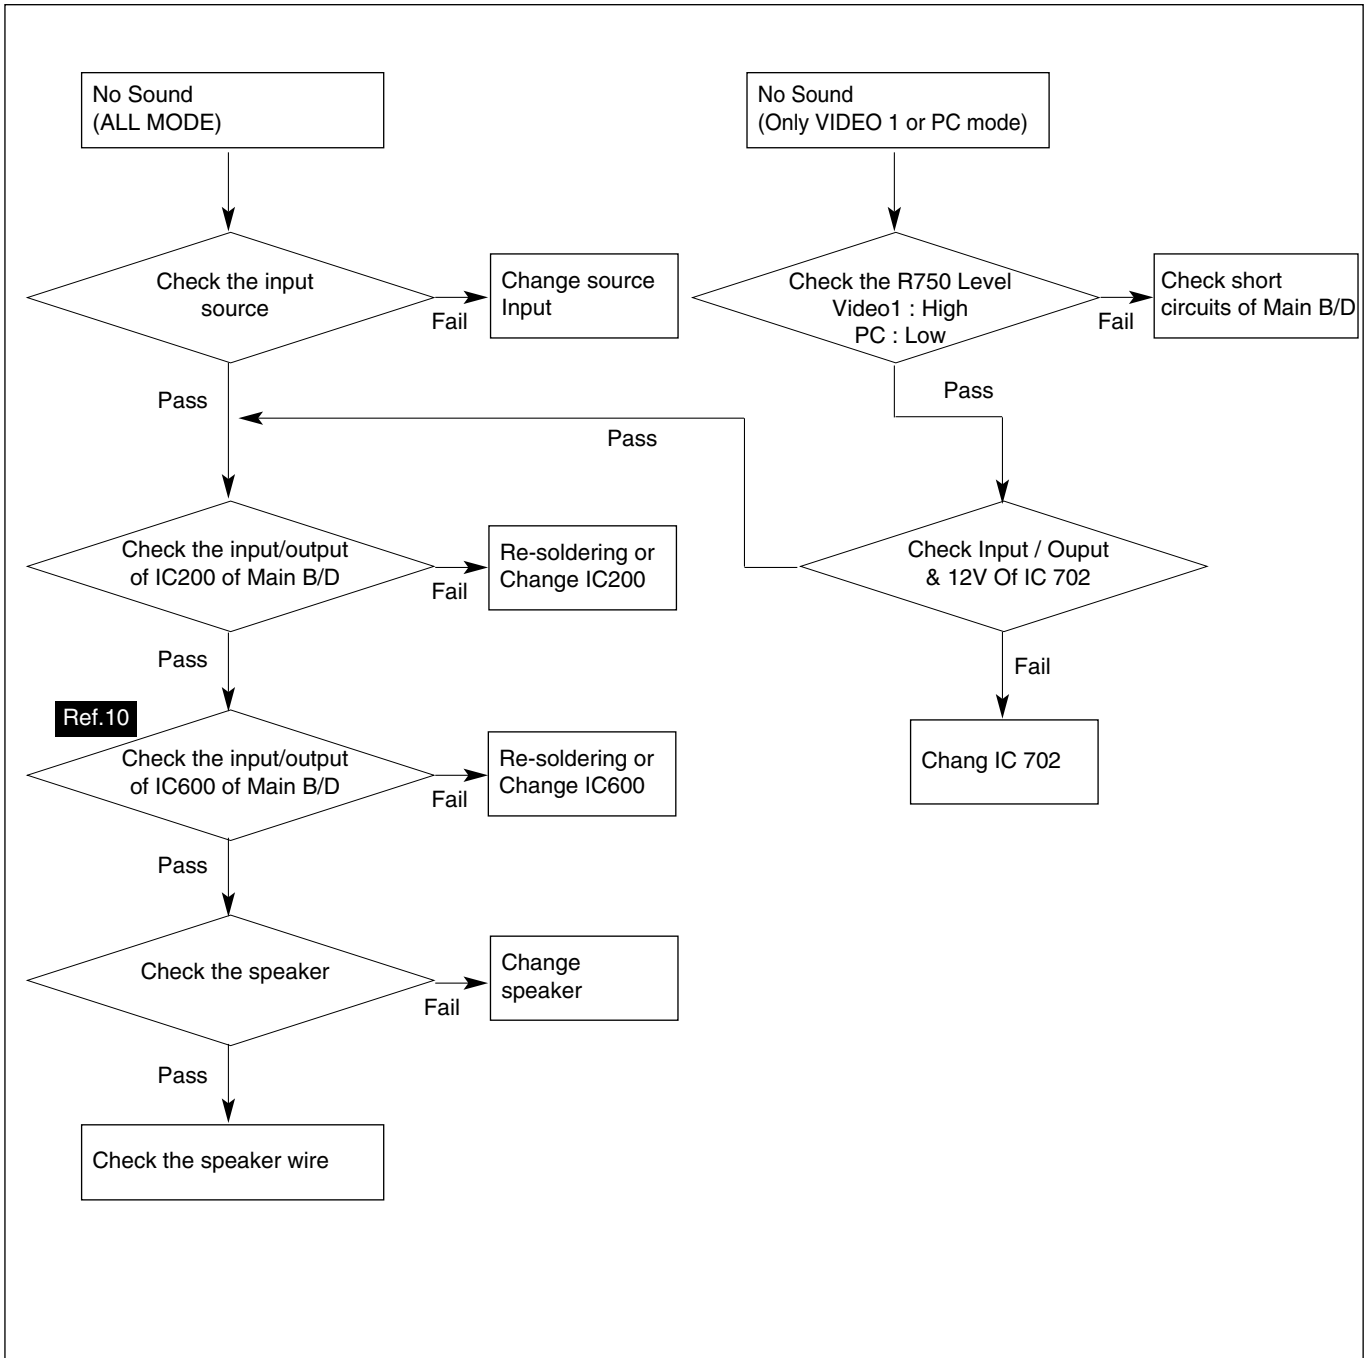 No Sound
(ALL MODE)
No Sound
(Only VIDEO 1 or PC mode)
Check the input
source
Fail
Change source
Input
Check the R750 Level
Video1 : High
PC : Low
Fail
Check short
circuits of Main B/D
Pass
Pass
Pass
Check the input/output
of IC200 of Main B/D
Fail
Re-soldering or
Change IC200
Check Input / Ouput
& 12V Of IC 702
Pass
Fail
Ref.10
Check the input/output
of IC600 of Main B/D
Fail
Re-soldering or
Change IC600
Chang IC 702
Pass
Check the speaker
Fail
Change
speaker
Pass
Check the speaker wire